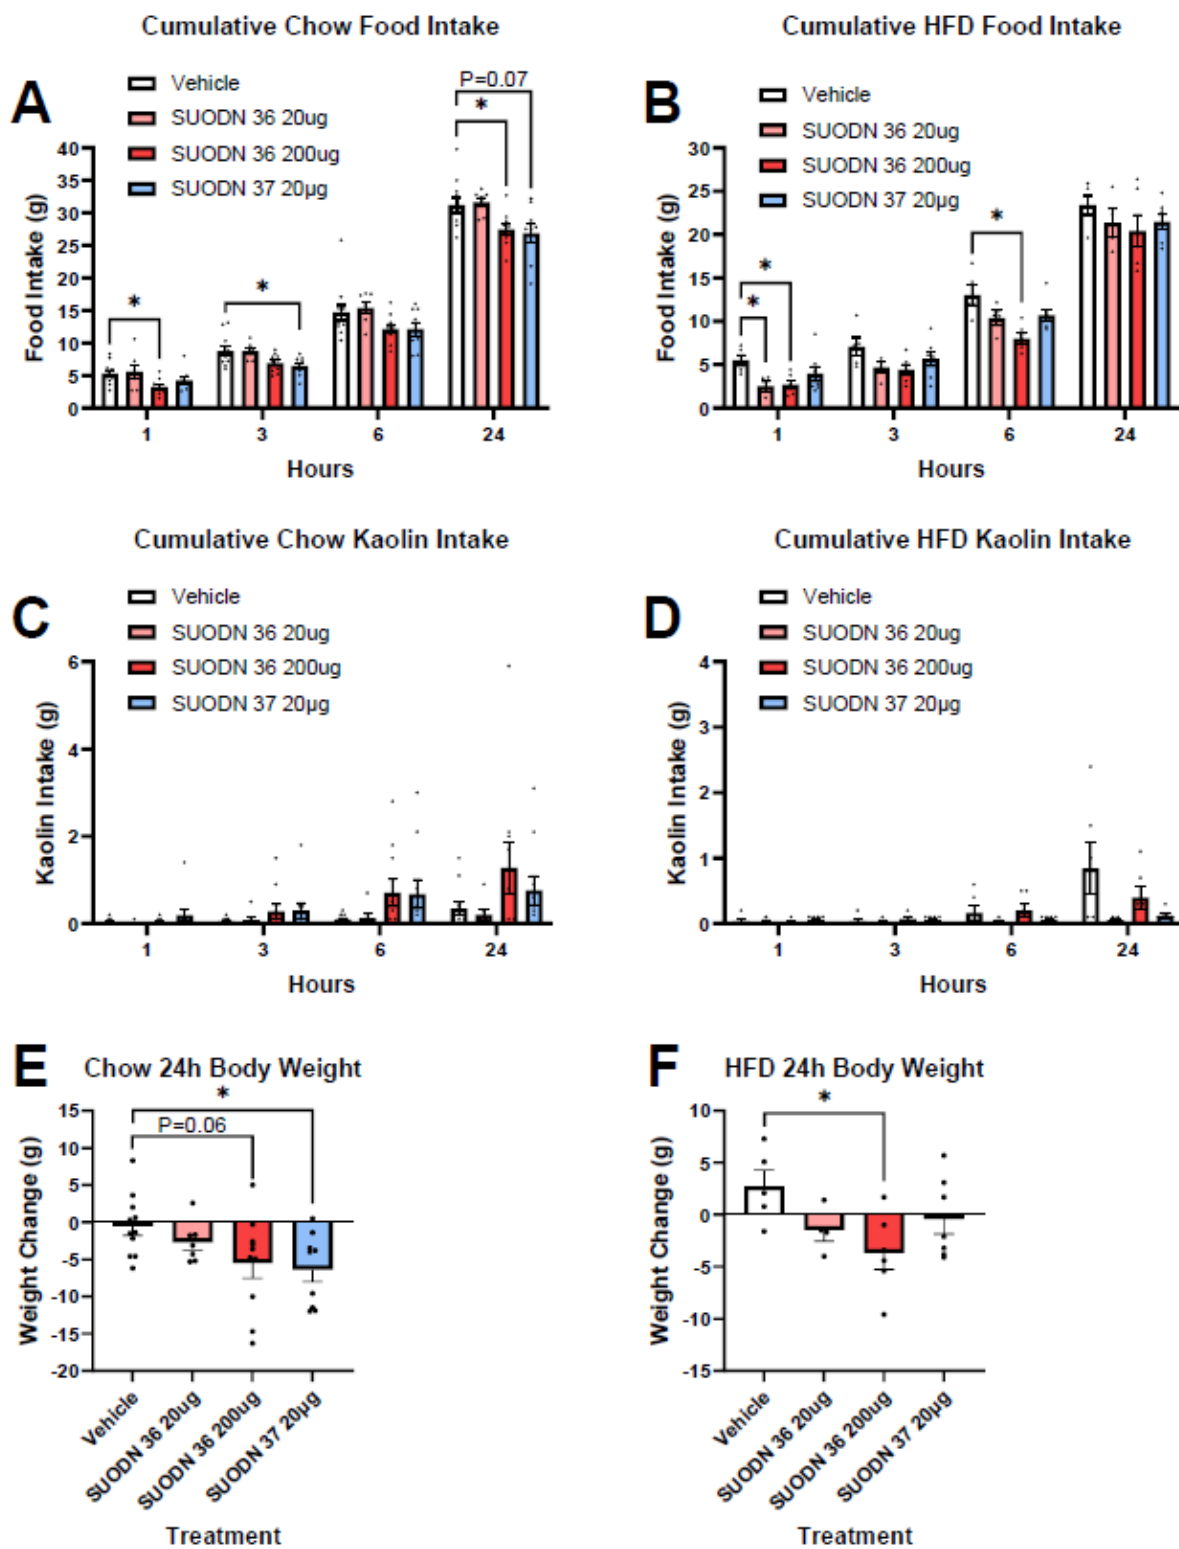 Cumulative Chow Food Intake
A
Vehicle
SUODN 36 20ug
SUODN 36 200ug
SUODN 37 20µg
P=0.07
*
*
*
Food Intake (g)
40
35
30
25
20
15
10
5
0
1 3 6 24
Hours
Cumulative HFD Food Intake
B
Vehicle
SUODN 36 20ug
SUODN 36 200ug
SUODN 37 20µg
*
*
*
Food Intake (g)
30
25
20
15
10
5
0
1 3 6 24
Hours
Cumulative Chow Kaolin Intake
C
Vehicle
SUODN 36 20ug
SUODN 36 200ug
SUODN 37 20µg
Kaolin Intake (g)
6
4
2
0
1 3 6 24
Hours
Cumulative HFD Kaolin Intake
D
Vehicle
SUODN 36 20ug
SUODN 36 200ug
SUODN 37 20µg
Kaolin Intake (g)
4
3
2
1
0
1 3 6 24
Hours
E
Chow 24h Body Weight
*
P=0.06
Weight Change (g)
15
10
5
0
-5
-10
-15
-20
Vehicle
SUODN 36 20ug
SUODN 36 200ug
SUODN 37 20µg
Treatment
F
HFD 24h Body Weight
*
Weight Change (g)
10
5
0
-5
-10
-15
Vehicle
SUODN 36 20ug
SUODN 36 200ug
SUODN 37 20µg
Treatment